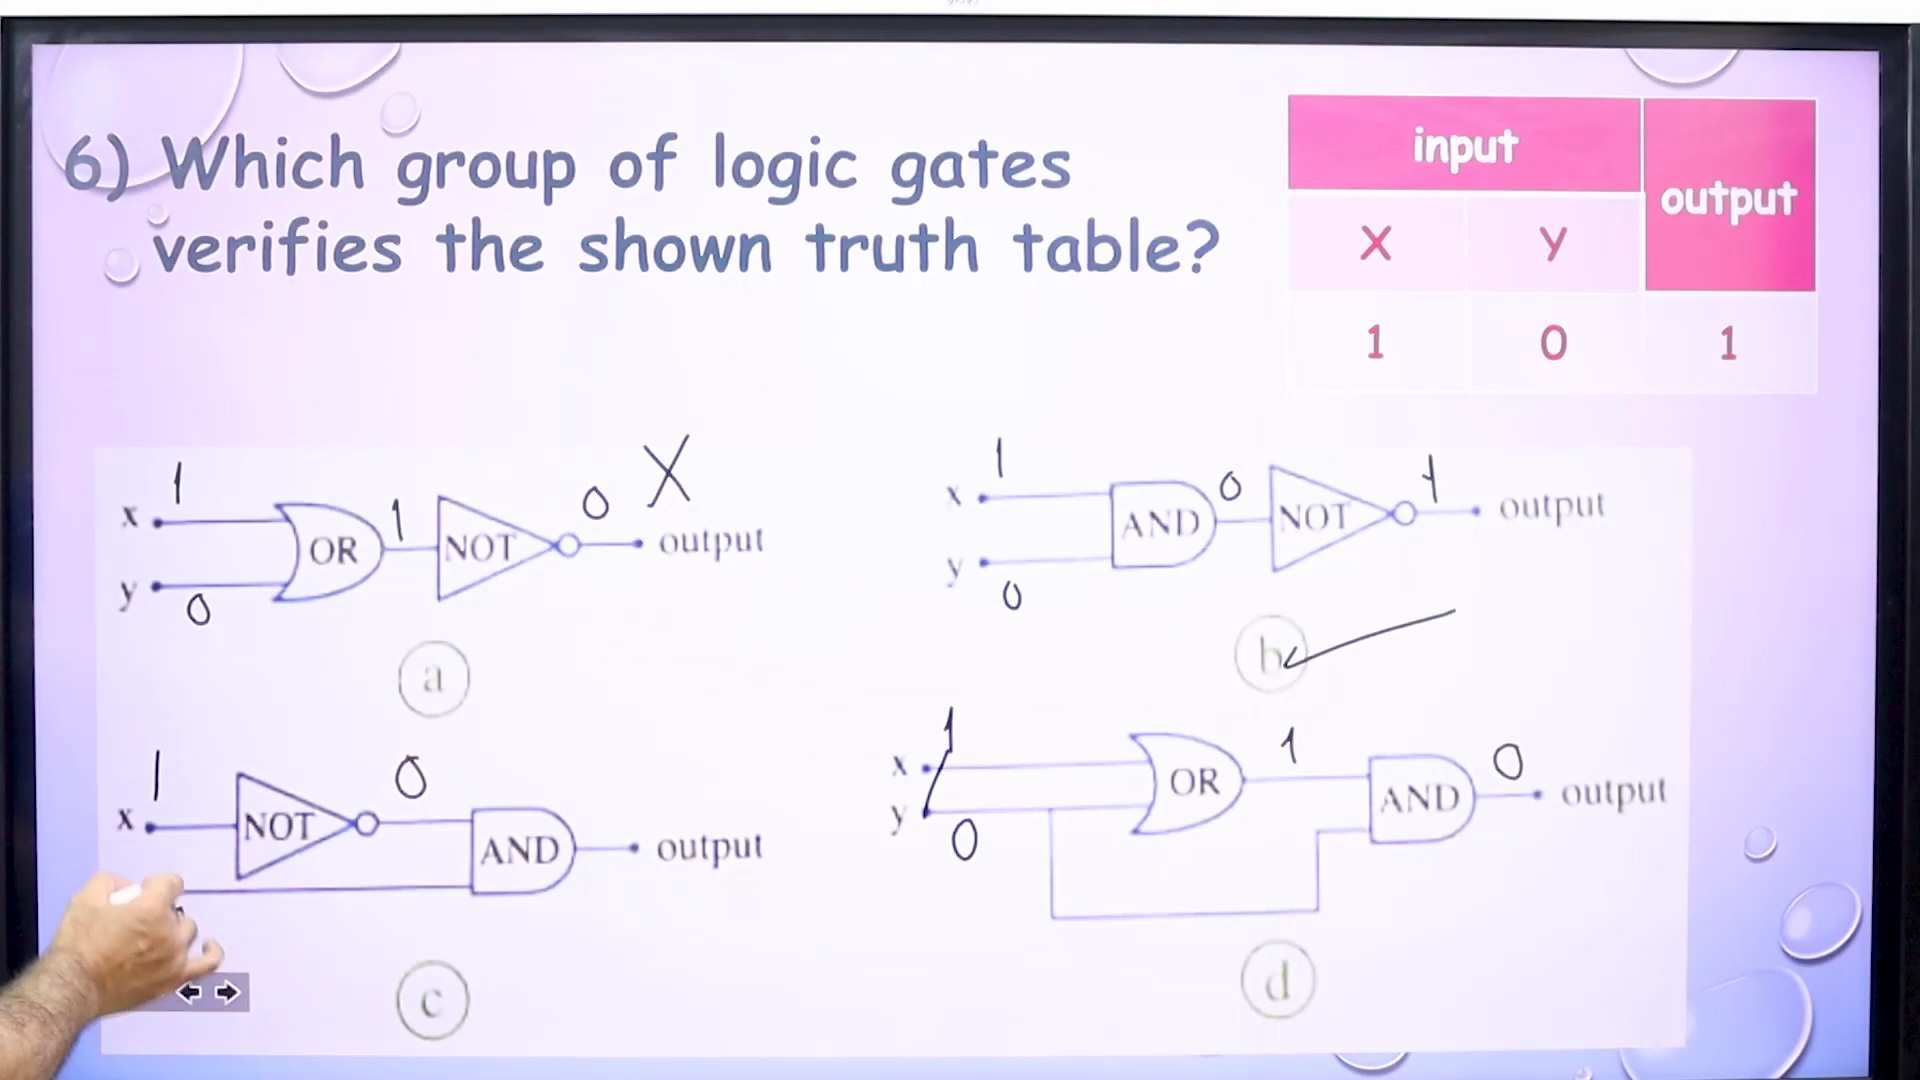 6) Which group of logic gates
verifies the shown truth table?
input
output
X Y
1 0 1
1
x
OR
1
NOT
0
X
output
y
0
a
1
x
AND
0
NOT
1
output
y
0
b
1
x
NOT
0
AND
output
c
1
x
OR
1
AND
0
output
y
0
d